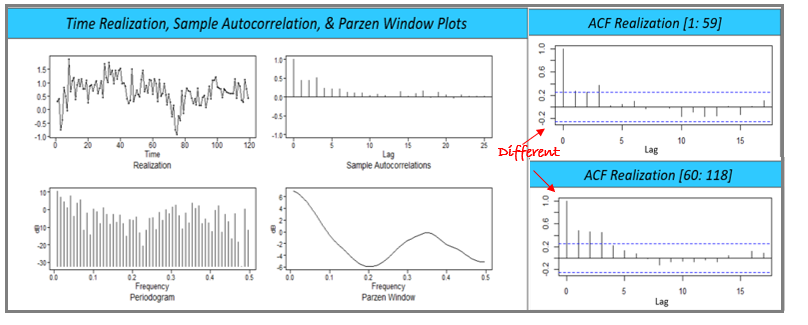 Time Realization, Sample Autocorrelation, & Parzen Window Plots
1.5
1.0
0.5
0.0
-0.5
-1.0
0 20 40 60 80 100 120
Time
Realization
1.0
0.5
0.0
-0.5
-1.0
0 5 10 15 20 25
Lag
Sample Autocorrelations
dB
10
0
-10
-20
-30
0.0 0.1 0.2 0.3 0.4 0.5
Frequency
Periodogram
dB
6
4
2
0
-2
-4
-6
0.0 0.1 0.2 0.3 0.4 0.5
Frequency
Parzen Window
ACF Realization [1: 59]
1.0
0.6
0.2
-0.2
0 5 10 15
Lag
Different
ACF Realization [60: 118]
1.0
0.6
0.2
-0.2
0 5 10 15
Lag